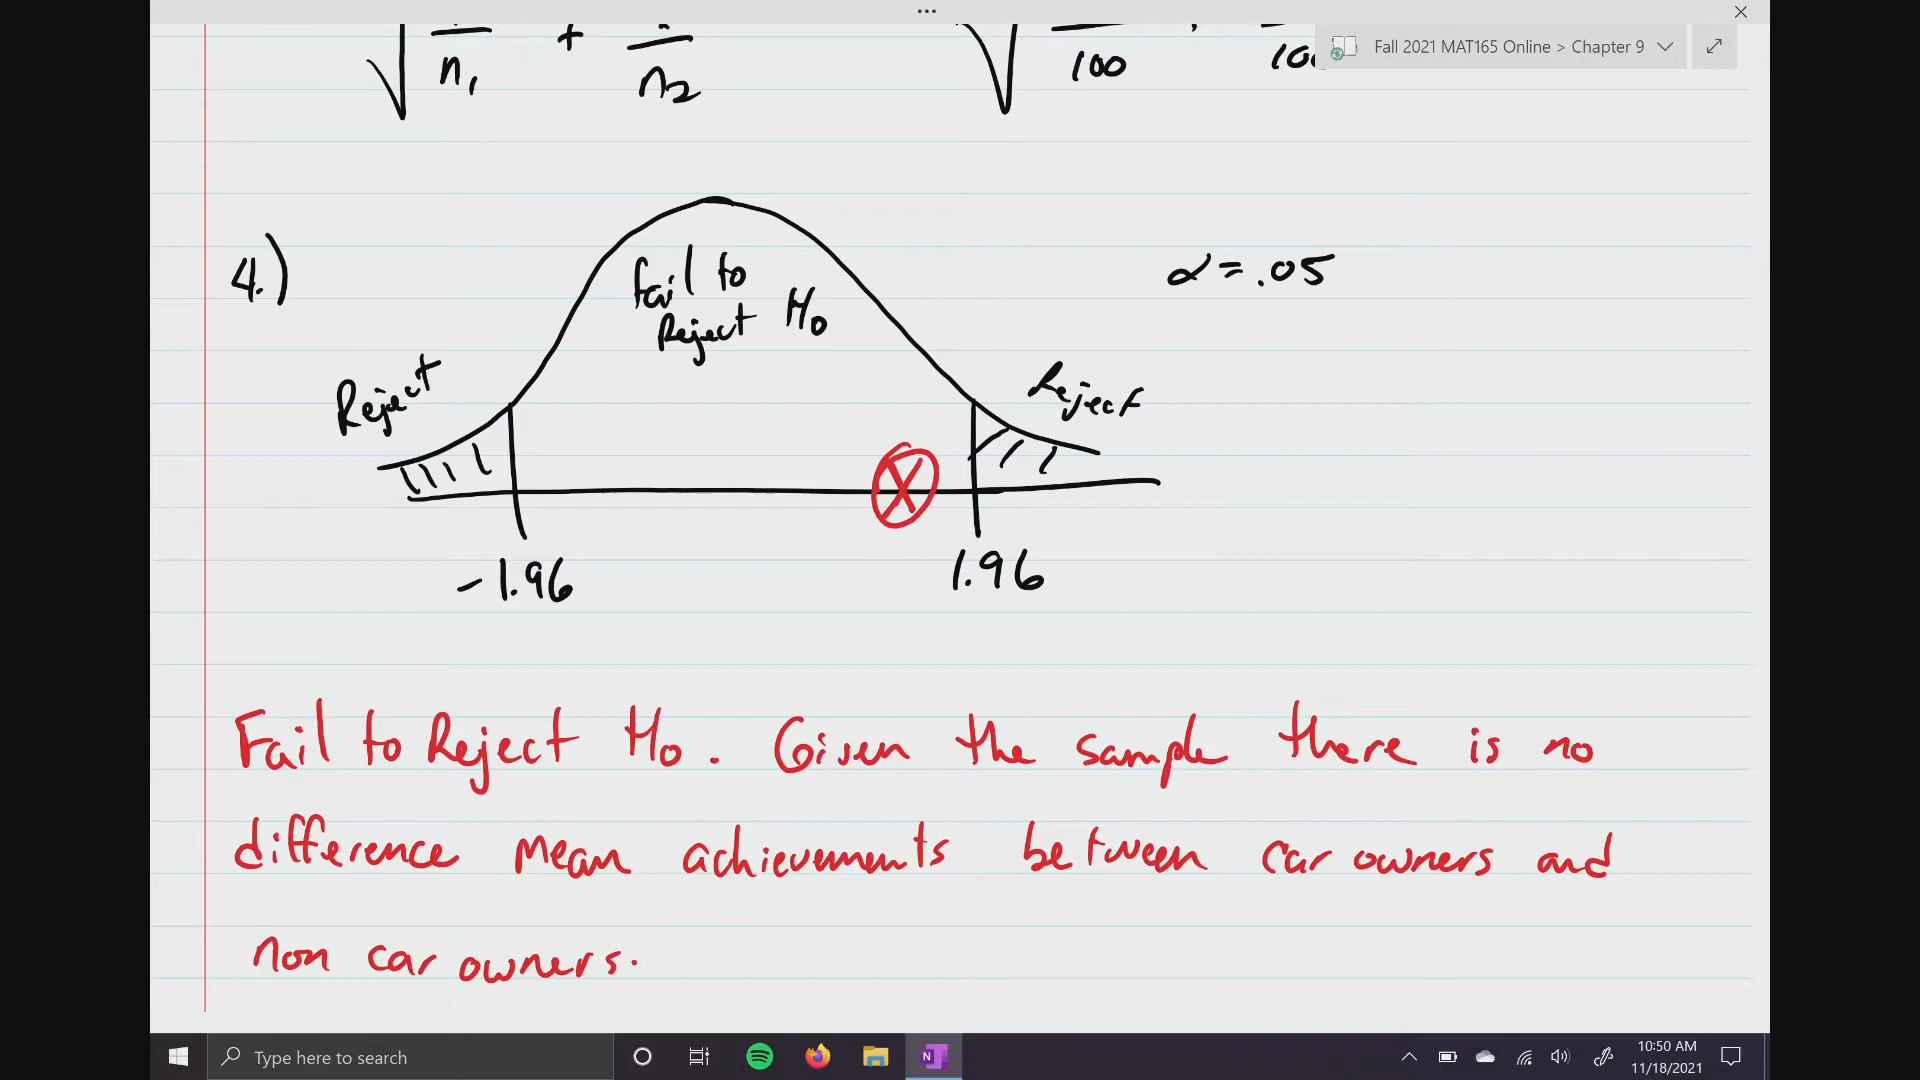 Fall 2021 MAT165 Online > Chapter 9
n1 + n2
100 100
4.)
Fail to
Reject H0
α = .05
Reject
Reject
-1.96
1.96
Fail to Reject H0. Given the sample there is no
difference mean achievements between car owners and
non car owners.
Type here to search
10:50 AM
11/18/2021